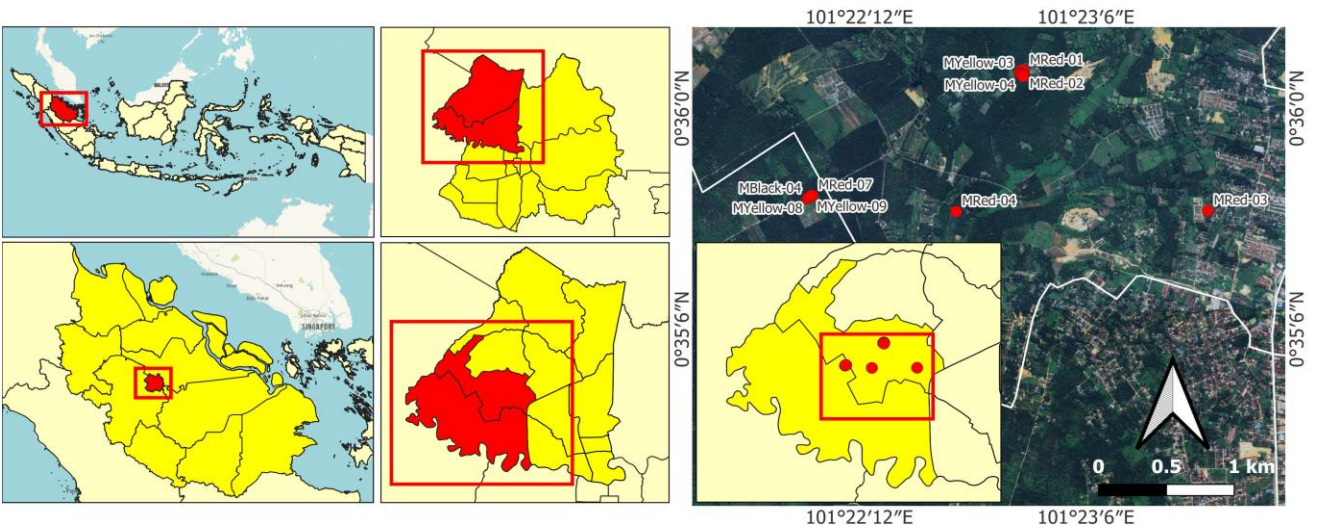 101°22′12″E
101°23′6″E
MYellow-03
MRed-01
MYellow-04
MRed-02
0°36′0″N
0°36′0″N
MBlack-04
MRed-07
MYellow-08
MYellow-09
MRed-04
MRed-03
SINGAPORE
0°35′6″N
0°35′6″N
0
0.5
1 km
101°22′12″E
101°23′6″E